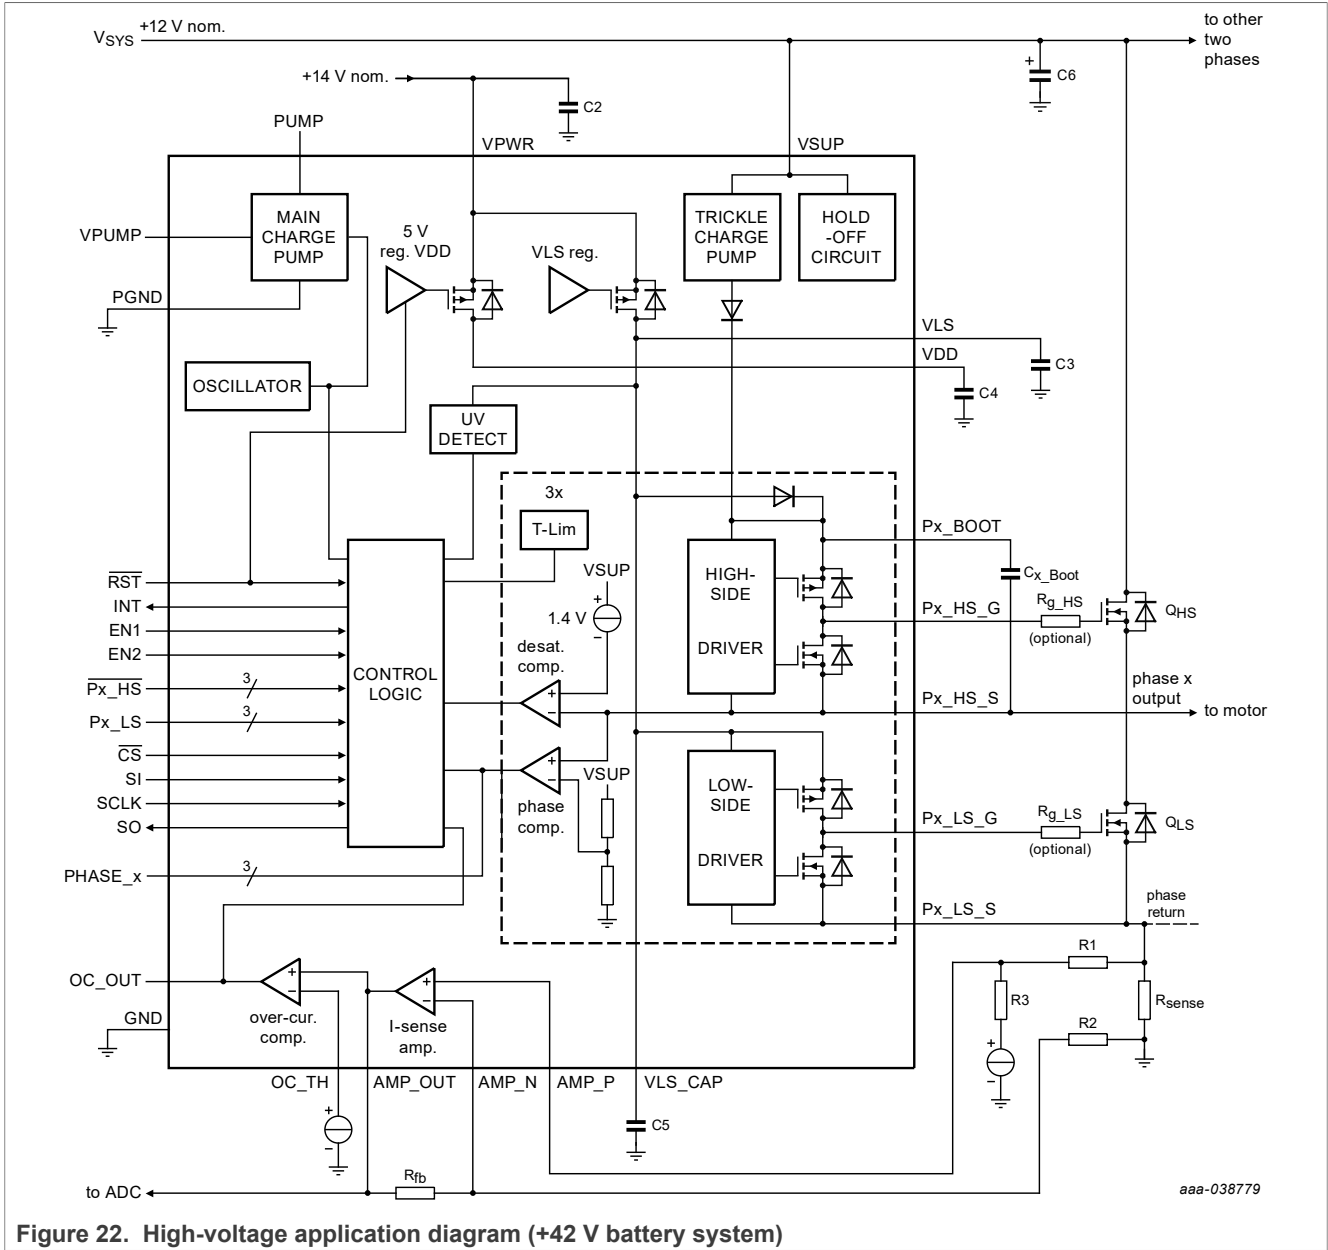 +12 V nom.
VSYS
to other
two
phases
+14 V nom.
+
C6
C2
PUMP
VPWR
VSUP
MAIN
CHARGE
PUMP
VPUMP
5 V
reg. VDD
VLS reg.
TRICKLE
CHARGE
PUMP
HOLD
-OFF
CIRCUIT
PGND
VLS
VDD
C3
C4
OSCILLATOR
UV
DETECT
3x
T-Lim
Px_BOOT
VSUP
+
1.4 V
−
HIGH-
SIDE
DRIVER
Cx_Boot
Px_HS_G
Rg_HS
(optional)
QHS
RST
INT
EN1
EN2
Px_HS
3
Px_LS
3
CS
SI
SCLK
SO
PHASE_x
3
CONTROL
LOGIC
desat.
comp.
+
−
Px_HS_S
phase x
output
to motor
+
−
phase
comp.
VSUP
LOW-
SIDE
DRIVER
Px_LS_G
Rg_LS
(optional)
QLS
Px_LS_S
phase
return
R1
R3
Rsense
R2
+
−
OC_OUT
+
−
over-cur.
comp.
+
−
I-sense
amp.
GND
OC_TH
AMP_OUT
AMP_N
AMP_P
VLS_CAP
+
−
C5
Rfb
to ADC
aaa-038779
Figure 22. High-voltage application diagram (+42 V battery system)